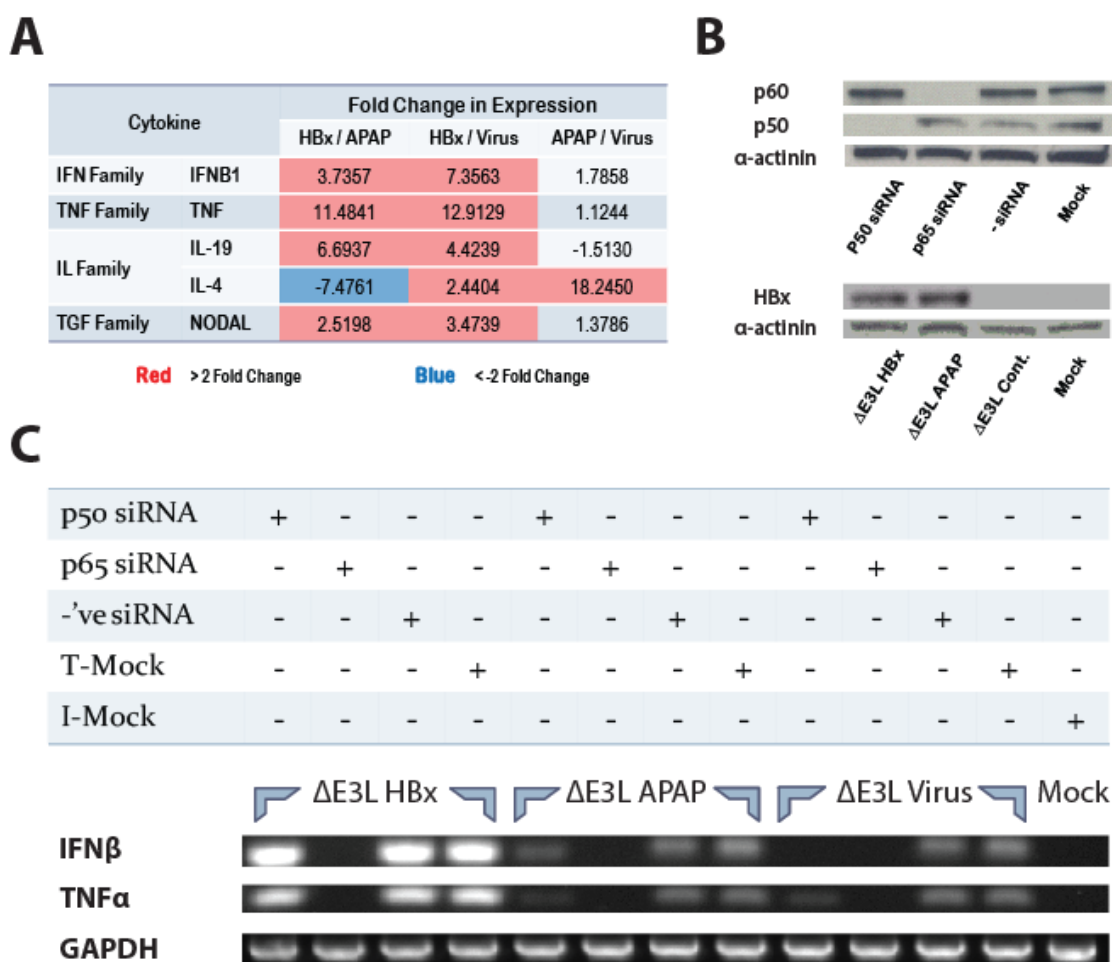 A
Cytokine Fold Change in Expression
HBx / APAP HBx / Virus APAP / Virus
IFN Family IFNB1 3.7357 7.3563 1.7858
TNF Family TNF 11.4841 12.9129 1.1244
IL Family IL-19 6.6937 4.4239 -1.5130
IL-4 -7.4761 2.4404 18.2450
TGF Family NODAL 2.5198 3.4739 1.3786
Red > 2 Fold Change Blue < -2 Fold Change
B
p60
p50
α-actinin
P50 siRNA p65 siRNA - siRNA Mock
HBx
α-actinin
ΔE3L HBx ΔE3L APAP ΔE3L Cont. Mock
C
p50 siRNA + - - - + - - - + - - - -
p65 siRNA - + - - - + - - - + - - -
-'ve siRNA - - + - - - + - - - + - -
T-Mock - - - + - - - + - - - + -
I-Mock - - - - - - - - - - - - +
ΔE3L HBx ΔE3L APAP ΔE3L Virus Mock
IFNβ
TNFα
GAPDH